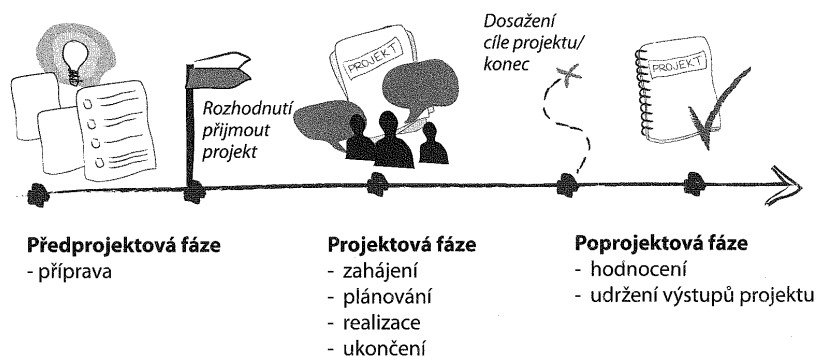 Rozhodnutí
přijmout
projekt
PROJEKT
Dosažení
cíle projektu/
konec
PROJEKT
Předprojektová fáze
- příprava
Projektová fáze
- zahájení
- plánování
- realizace
- ukončení
Poprojektová fáze
- hodnocení
- udržení výstupů projektu